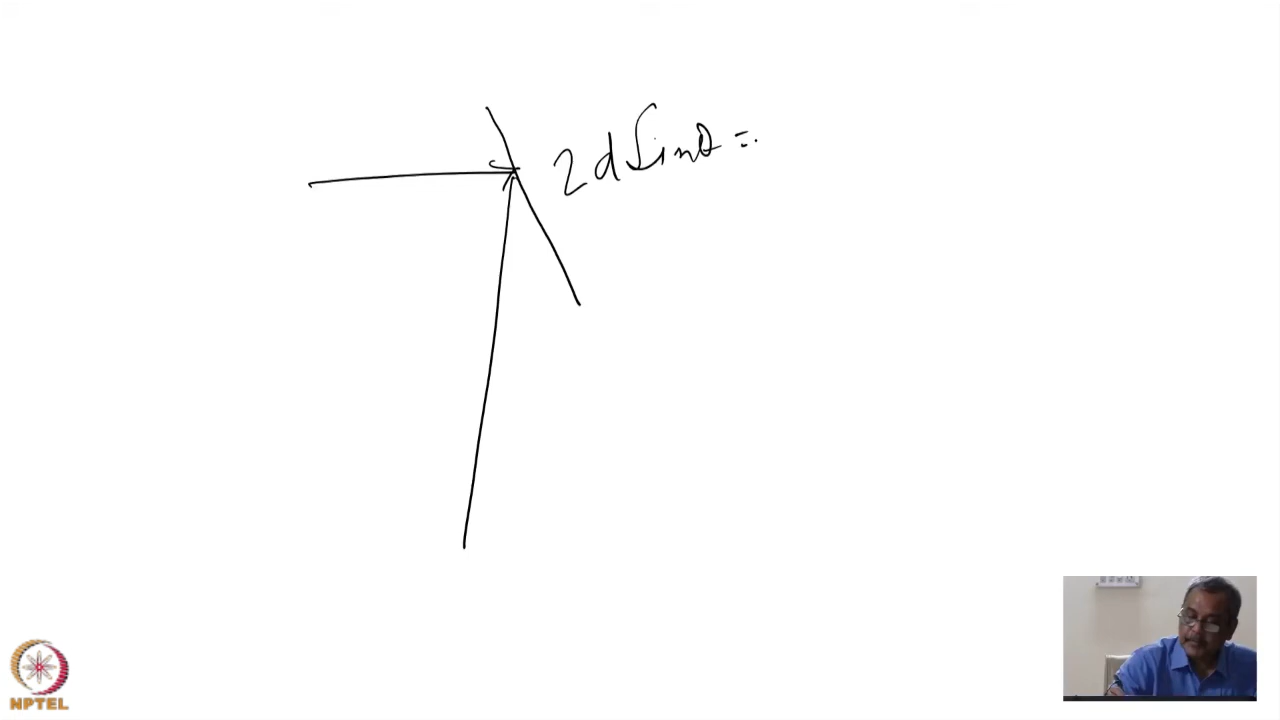 2d Sinθ =
NPTEL